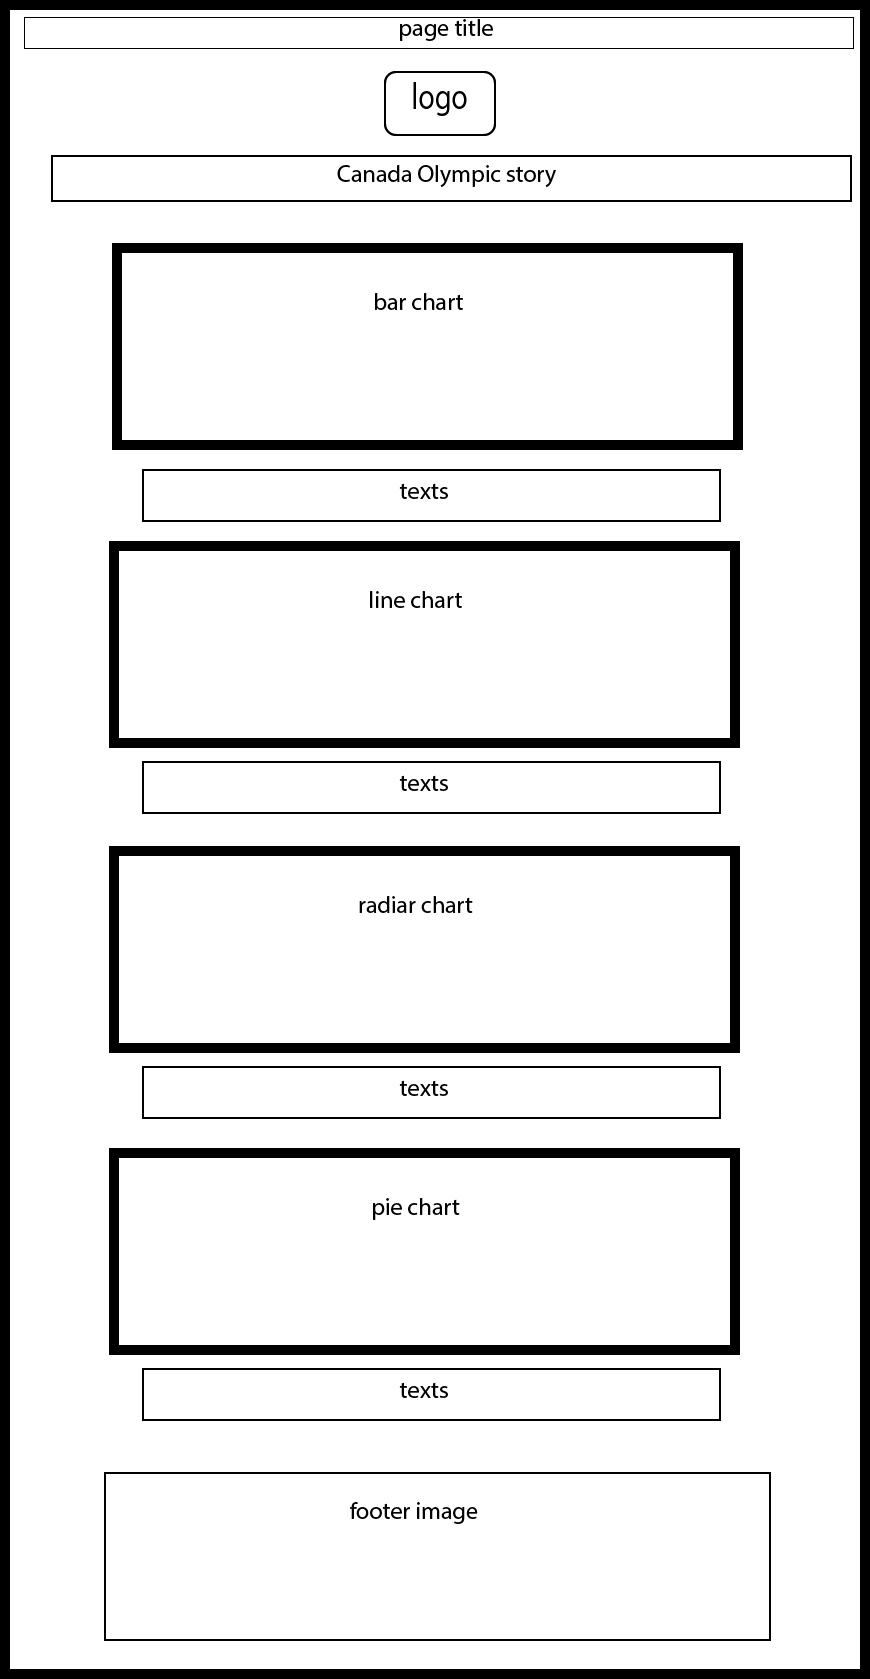 page title
logo
Canada Olympic story
bar chart
texts
line chart
texts
radiar chart
texts
pie chart
texts
footer image